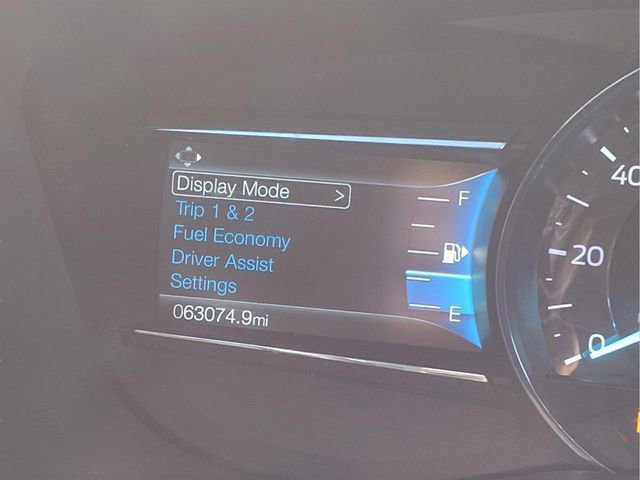 Display Mode >
Trip 1 & 2
Fuel Economy
Driver Assist
Settings
063074.9mi
F
E
40
20
0